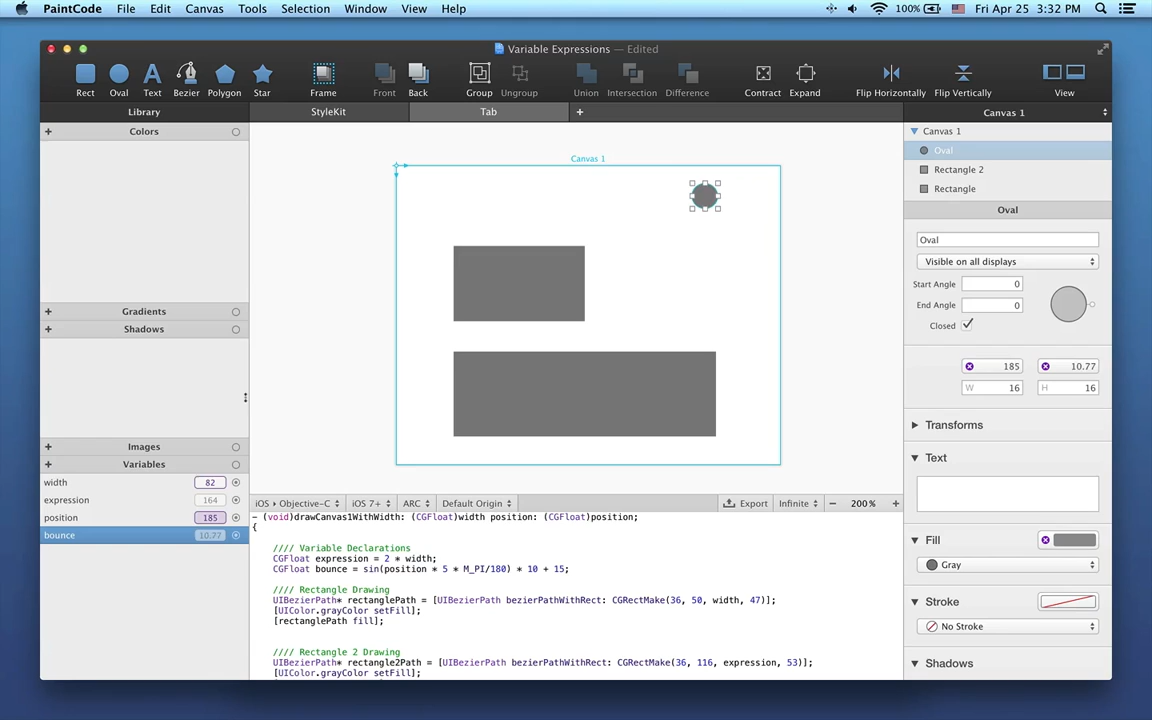 PaintCode File Edit Canvas Tools Selection Window View Help 100% Fri Apr 25 3:32 PM
Variable Expressions — Edited
Rect Oval Text Bezier Polygon Star Frame Front Back Group Ungroup Union Intersection Difference Contract Expand Flip Horizontally Flip Vertically View
Library StyleKit Tab + Canvas 1
+ Colors
Canvas 1
Oval
Rectangle 2
Rectangle
Canvas 1
Oval
Oval
Visible on all displays
Start Angle 0
End Angle 0
Closed
185 10.77
W 16 H 16
Transforms
Text
Fill
Gray
Stroke
No Stroke
Shadows
+ Gradients
+ Shadows
+ Images
+ Variables
width 82
expression 164
position 185
bounce 10.77
iOS ▸ Objective-C iOS 7+ ARC Default Origin Export Infinite − 200% +
- (void)drawCanvas1WithWidth: (CGFloat)width position: (CGFloat)position;
{
//// Variable Declarations
CGFloat expression = 2 * width;
CGFloat bounce = sin(position * 5 * M_PI/180) * 10 + 15;
//// Rectangle Drawing
UIBezierPath* rectanglePath = [UIBezierPath bezierPathWithRect: CGRectMake(36, 50, width, 47)];
[UIColor.grayColor setFill];
[rectanglePath fill];
//// Rectangle 2 Drawing
UIBezierPath* rectangle2Path = [UIBezierPath bezierPathWithRect: CGRectMake(36, 116, expression, 53)];
[UIColor.grayColor setFill];